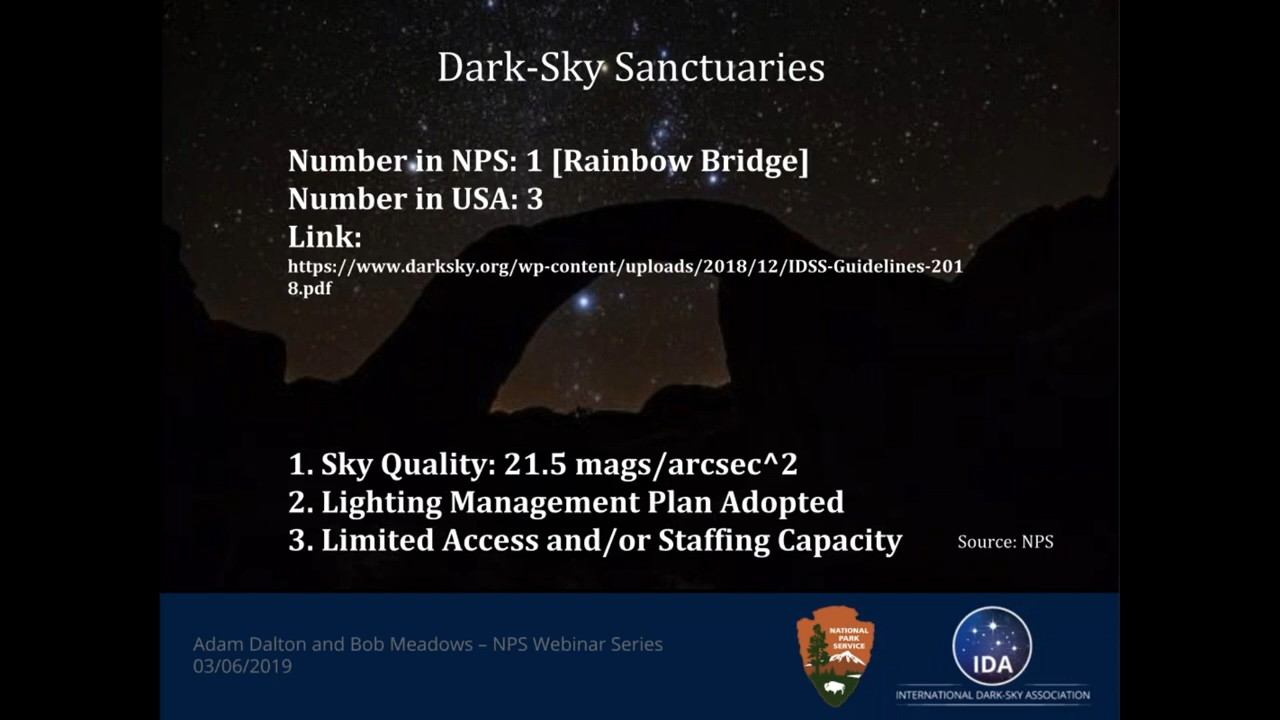 Dark-Sky Sanctuaries
Number in NPS: 1 [Rainbow Bridge]
Number in USA: 3
Link:
https://www.darksky.org/wp-content/uploads/2018/12/IDSS-Guidelines-201
8.pdf
1. Sky Quality: 21.5 mags/arcsec^2
2. Lighting Management Plan Adopted
3. Limited Access and/or Staffing Capacity
Source: NPS
Adam Dalton and Bob Meadows – NPS Webinar Series
03/06/2019
NATIONAL
PARK
SERVICE
IDA
INTERNATIONAL DARK-SKY ASSOCIATION